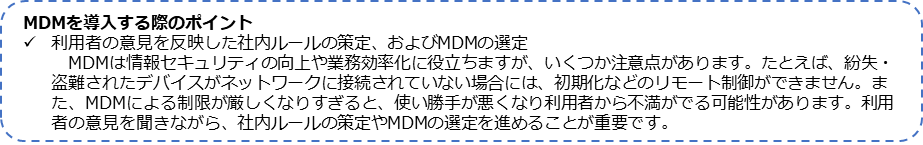 MDMを導入する際のポイント
✓ 利用者の意見を反映した社内ルールの策定、およびMDMの選定
MDMは情報セキュリティの向上や業務効率化に役立ちますが、いくつか注意点があります。たとえば、紛失・
盗難されたデバイスがネットワークに接続されていない場合には、初期化などのリモート制御ができません。ま
た、MDMによる制限が厳しくなりすぎると、使い勝手が悪くなり利用者から不満がでる可能性があります。利用
者の意見を聞きながら、社内ルールの策定やMDMの選定を進めることが重要です。